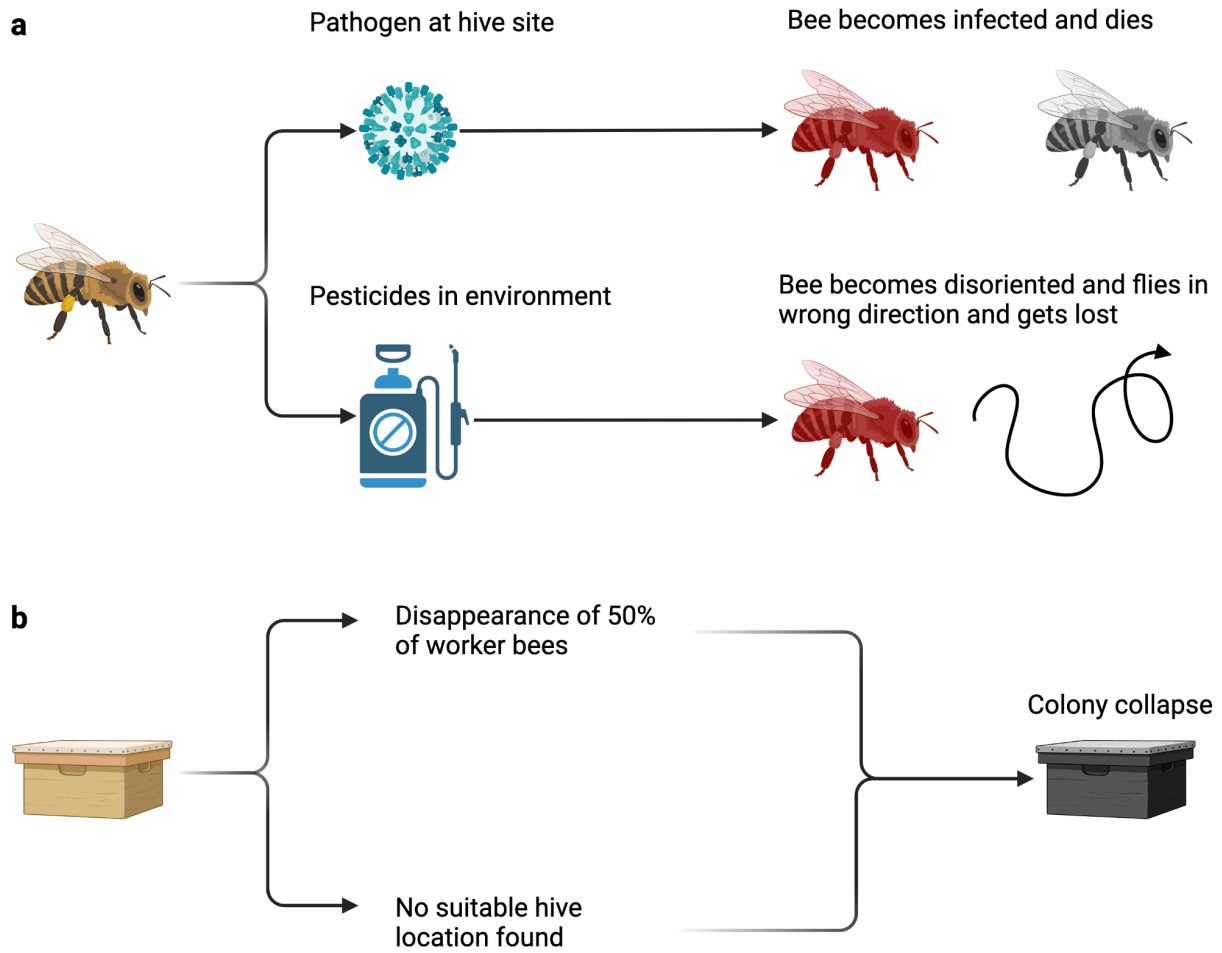 a
Pathogen at hive site
Bee becomes infected and dies
Pesticides in environment
Bee becomes disoriented and flies in
wrong direction and gets lost
b
Disappearance of 50%
of worker bees
Colony collapse
No suitable hive
location found